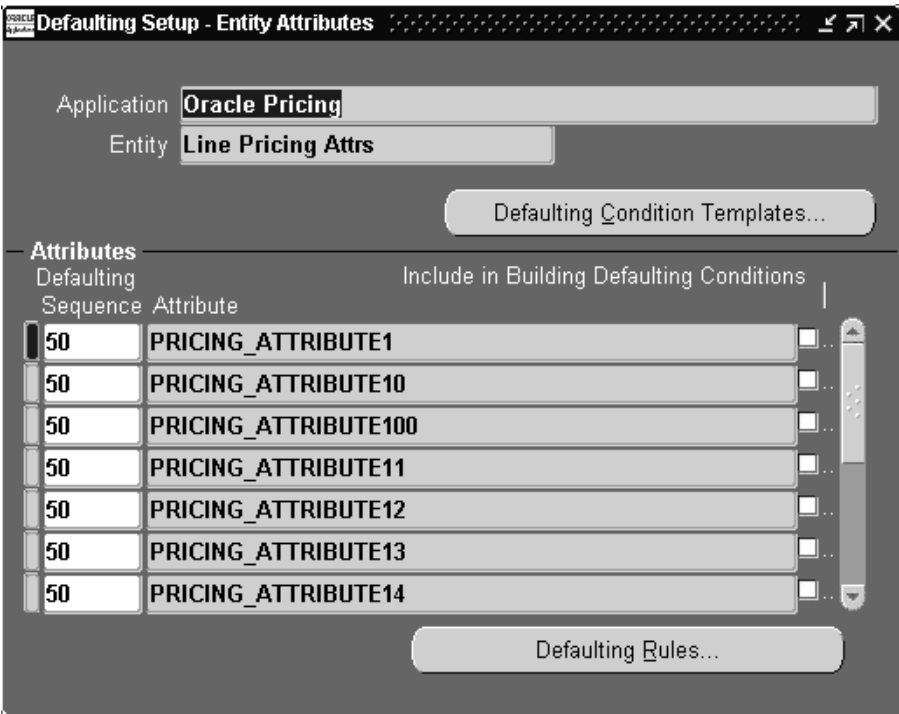 Defaulting Setup - Entity Attributes
Application Oracle Pricing
Entity Line Pricing Attrs
Defaulting Condition Templates...
Attributes
Defaulting
Include in Building Defaulting Conditions
Sequence Attribute
50 PRICING_ATTRIBUTE1
50 PRICING_ATTRIBUTE10
50 PRICING_ATTRIBUTE100
50 PRICING_ATTRIBUTE11
50 PRICING_ATTRIBUTE12
50 PRICING_ATTRIBUTE13
50 PRICING_ATTRIBUTE14
Defaulting Rules...